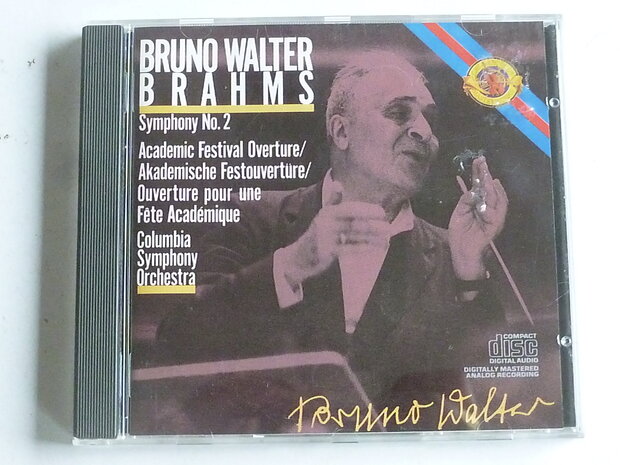 BRUNO WALTER
BRAHMS
Symphony No. 2
Academic Festival Overture/
Akademische Festouvertüre/
Ouverture pour une
Fête Académique
Columbia
Symphony
Orchestra
COMPACT
disc
DIGITAL AUDIO
DIGITALLY MASTERED
ANALOG RECORDING
Bruno Walter